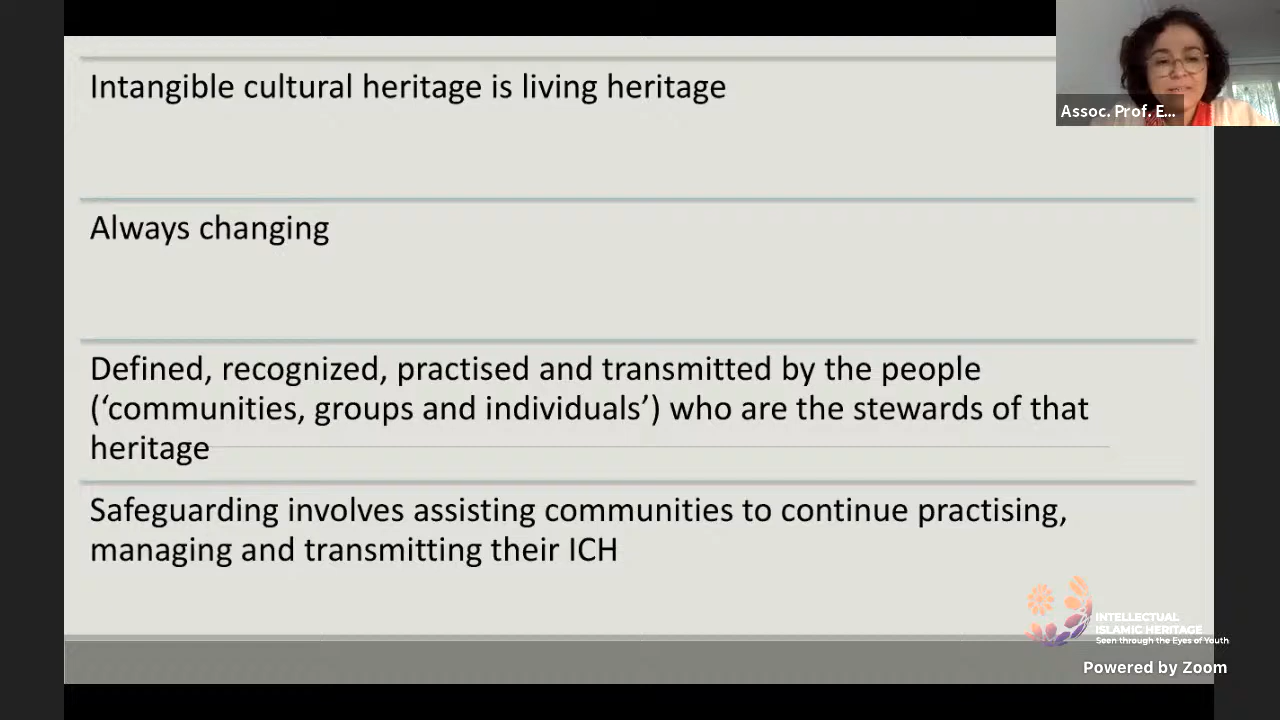 Intangible cultural heritage is living heritage
Assoc. Prof. E...
Always changing
Defined, recognized, practised and transmitted by the people
(‘communities, groups and individuals’) who are the stewards of that
heritage
Safeguarding involves assisting communities to continue practising,
managing and transmitting their ICH
INTELLECTUAL
ISLAMIC HERITAGE
Seen through the Eyes of Youth
Powered by Zoom